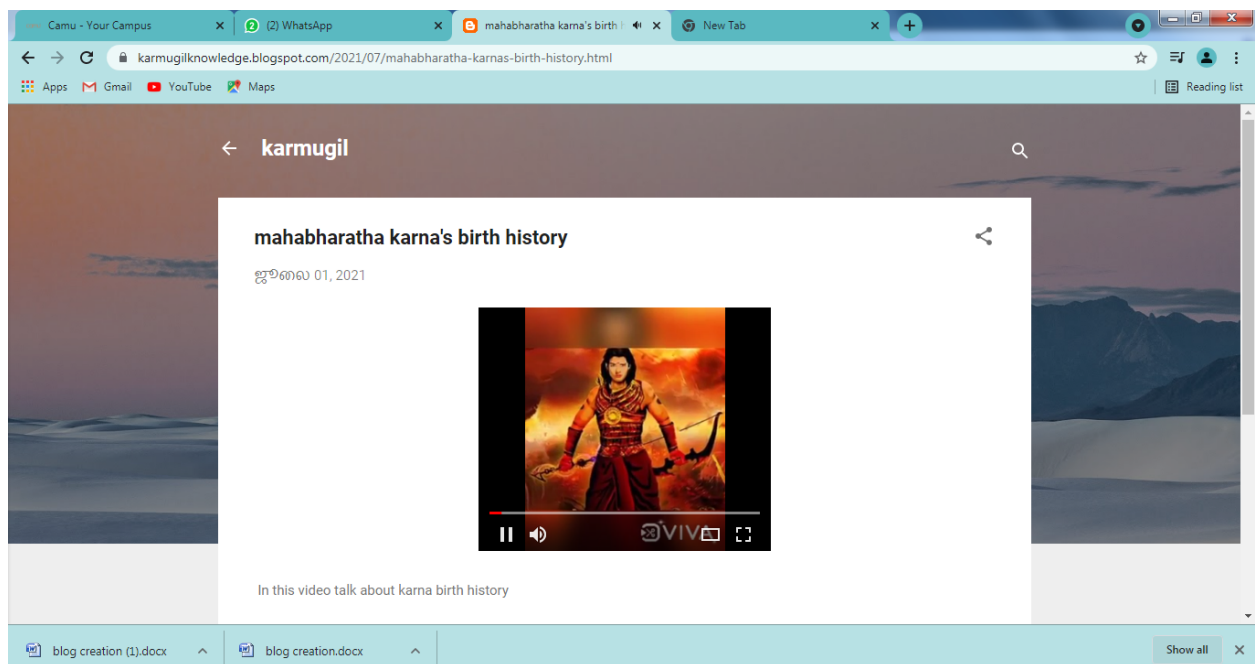 Camu - Your Campus
(2) WhatsApp
mahabharatha karna's birth h
New Tab
karmugilknowledge.blogspot.com/2021/07/mahabharatha-karnas-birth-history.html
Apps
Gmail
YouTube
Maps
Reading list
karmugil
mahabharatha karna's birth history
ജൂലൈ 01, 2021
VIVA
In this video talk about karna birth history
blog creation (1).docx
blog creation.docx
Show all